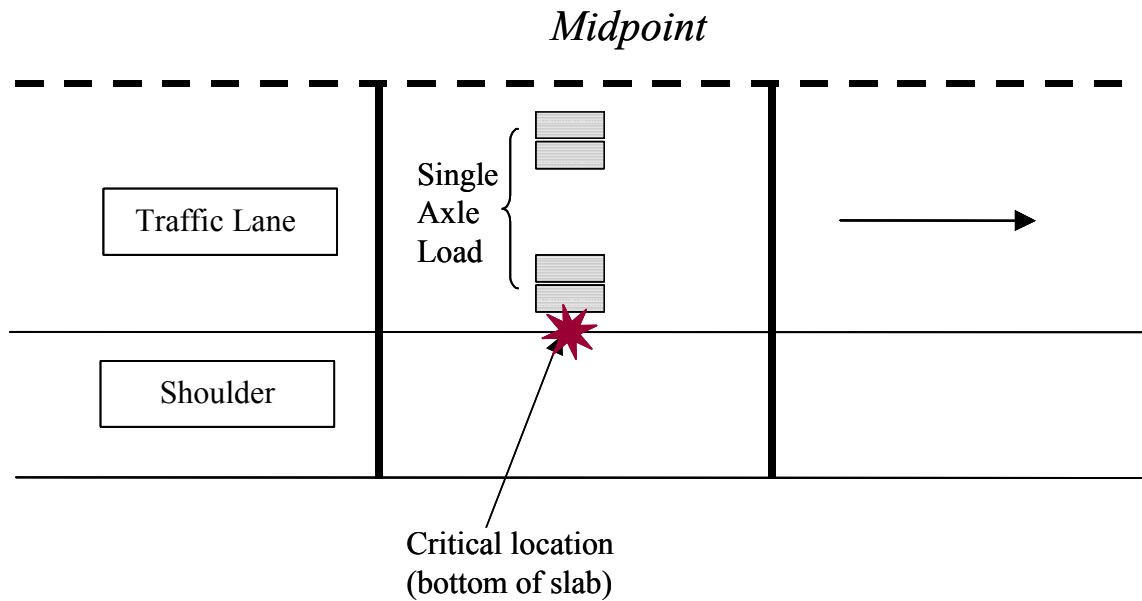 Midpoint
Single
Axle
Load
Traffic Lane
Shoulder
Critical location
(bottom of slab)